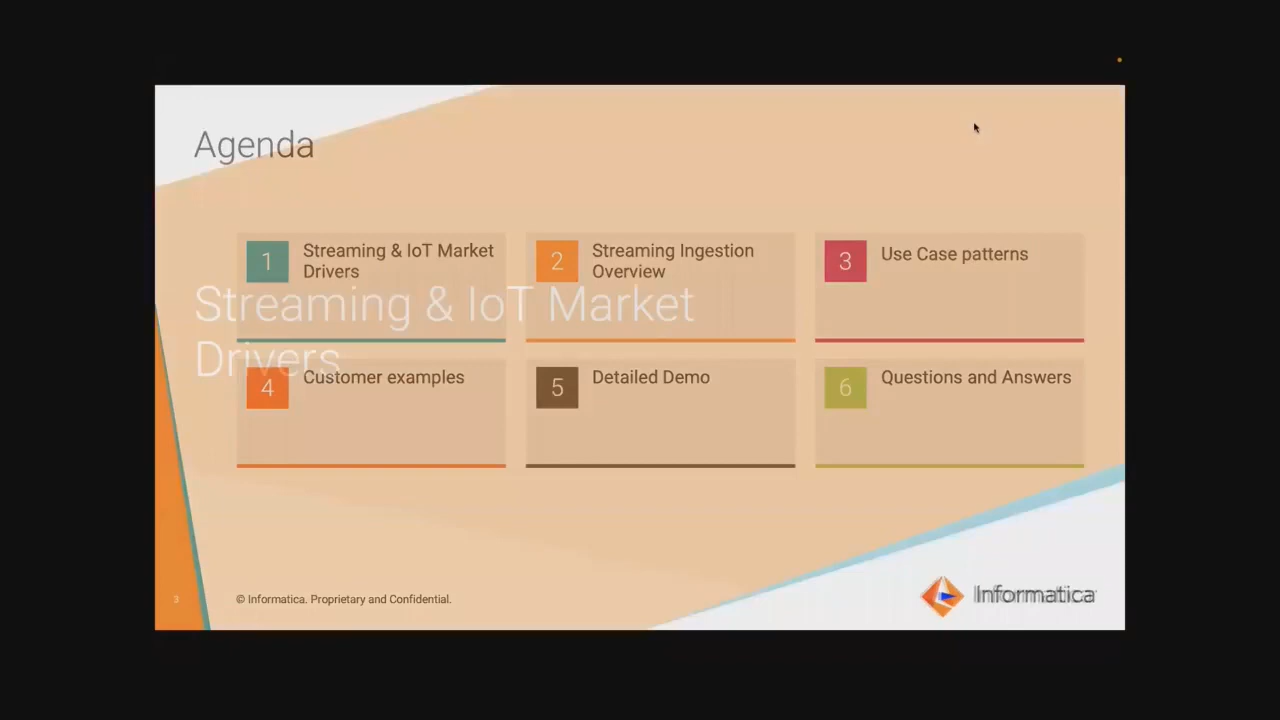 Agenda
1
Streaming & IoT Market
Drivers
2
Streaming Ingestion
Overview
3
Use Case patterns
Streaming & IoT Market
Drivers
4
Customer examples
5
Detailed Demo
6
Questions and Answers
3
© Informatica. Proprietary and Confidential.
Informatica